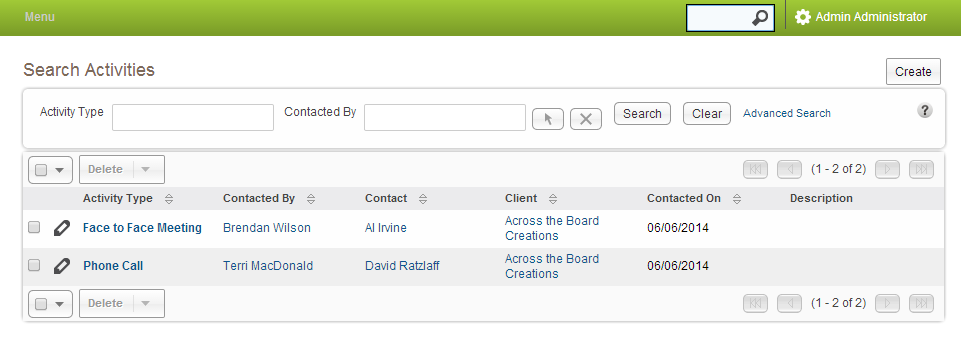 Menu
Admin Administrator
Search Activities
Create
Activity Type
Contacted By
Search
Clear
Advanced Search
?
Delete
(1 - 2 of 2)
Activity Type Contacted By Contact Client Contacted On Description
Face to Face Meeting Brendan Wilson Al Irvine Across the Board Creations 06/06/2014
Phone Call Terri MacDonald David Ratzlaff Across the Board Creations 06/06/2014
Delete
(1 - 2 of 2)